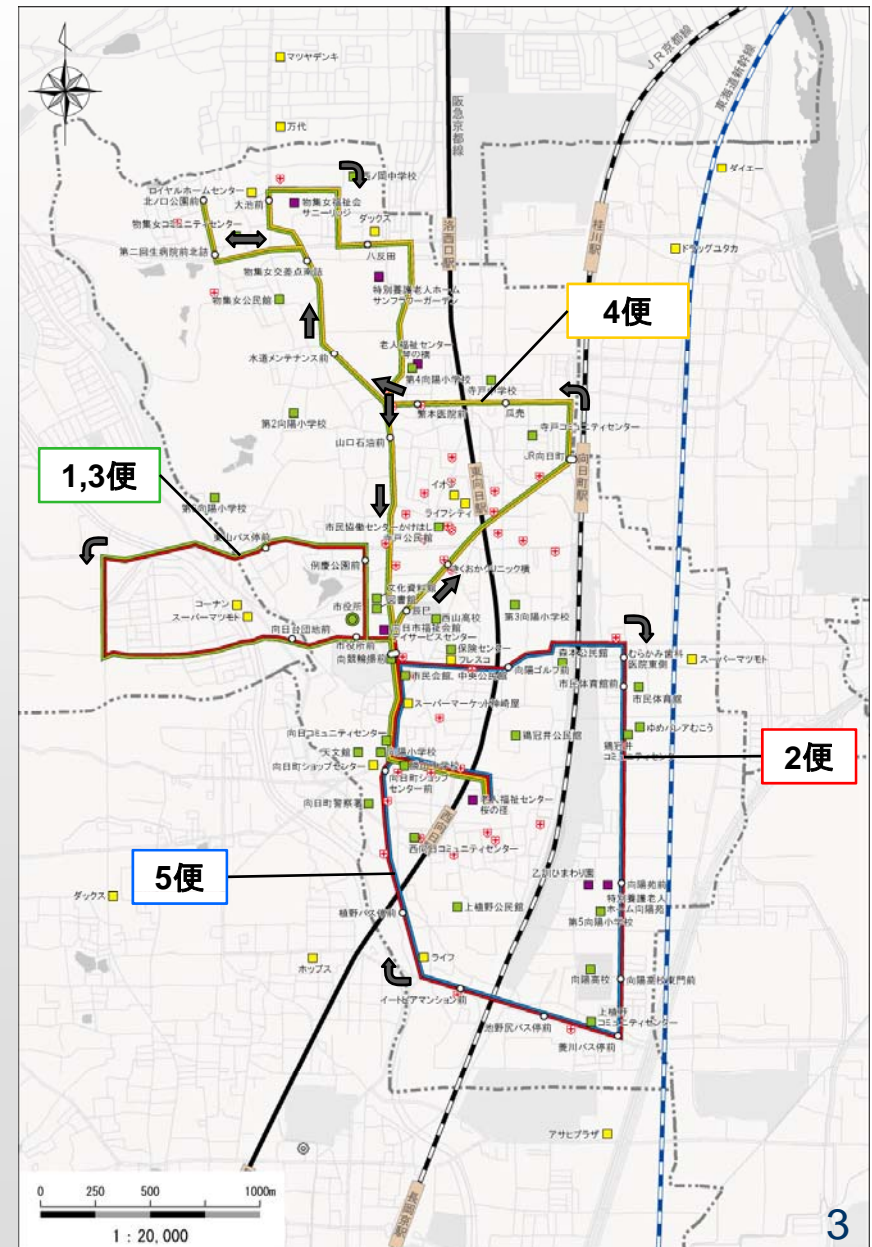 マツヤデンキ
万代
JR京都線
東海道新幹線
阪急京都線
ダイエー
ロイヤルホームセンター
北ノ口公園前
大池前
物集女福祉会
サニーリッジ
西ノ岡中学校
洛西口駅
桂川駅
物集女コミュニティセンター
ダックス
八反田
ドラッグユタカ
第二回生病院前北詰
物集女交差点南詰
特別養護老人ホーム
サンフラワーガーデン
物集女公民館
4便
水道メンテナンス前
老人福祉センター
琴の橋
第4向陽小学校
寺戸中学校
熊本医院前
瓜売
第2向陽小学校
寺戸コミュニティセンター
山口石油前
JR向日町
向日町駅
東向日駅
1,3便
イオン
ライフシティ
第6向陽小学校
市民協働センターかけはし
寺戸公民館
東山バス停前
例慶公園前
きくおかクリニック横
文化資料館
図書館
コーナン
スーパーマツモト
市役所
辰巳
西山高校
第3向陽小学校
向日台団地前
市役所前
向日市福祉会館
デイサービスセンター
保険センター
フレスコ
向競輪場前
森本公民館
むらかみ歯科
医院東側
スーパーマツモト
市民会館、中央公民館
向陽ゴルフ前
市民体育館前
市民体育館
スーパーマーケット神崎屋
ゆめパレアむこう
向日コミュニティセンター
鶏冠井公民館
鶏冠井
コミュニティセンター
天文館
向陽小学校
2便
向日町ショップセンター
勝山中学校
向日町ショップ
センター前
向日町警察署
老人福祉センター
桜の径
西向日駅
西向日コミュニティセンター
5便
乙訓ひまわり園
向陽苑前
ダックス
特別養護老人
ホーム向陽苑
上植野公民館
第5向陽小学校
植野バス停前
ホップス
ライフ
向陽高校
向陽高校東門前
イートピアマンション前
上植野
コミュニティセンター
池野尻バス停前
菱川バス停前
アサヒプラザ
長岡京駅
0 250 500 1000m
1 : 20,000
3